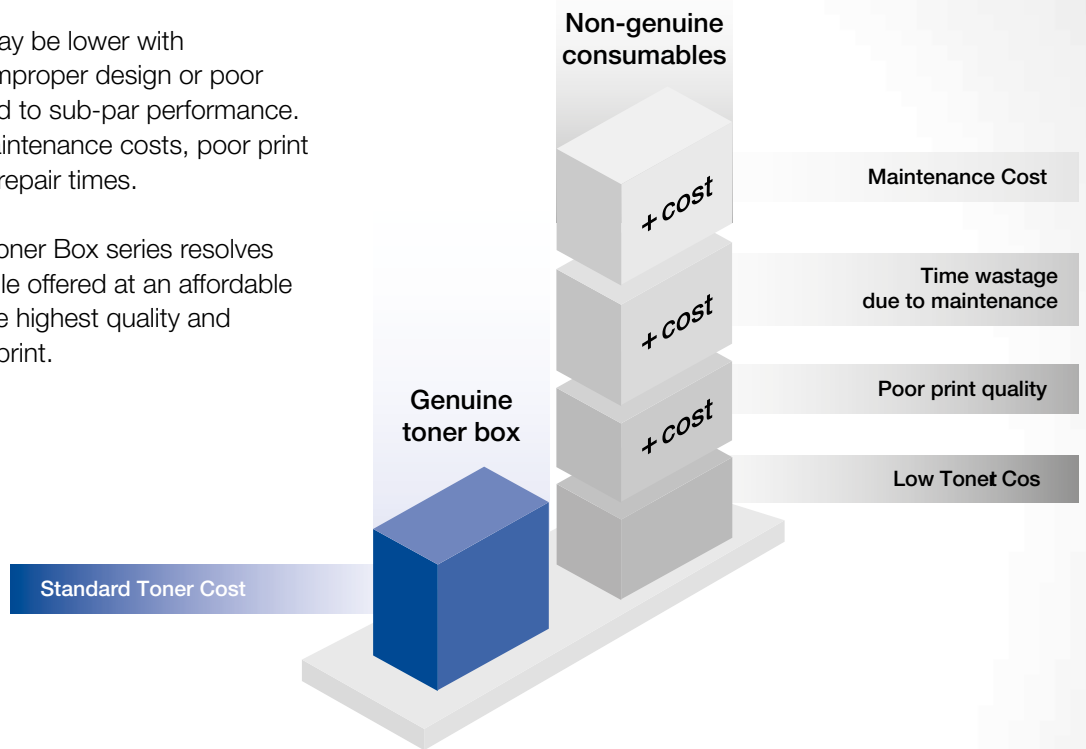 ay be lower with
mproper design or poor
d to sub-par performance.
aintenance costs, poor print
repair times.
oner Box series resolves
le offered at an affordable
e highest quality and
print.
Non-genuine
consumables
+ cost
Maintenance Cost
+ cost
Time wastage
due to maintenance
+ cost
Poor print quality
Low Tonet Cos
Genuine
toner box
Standard Toner Cost